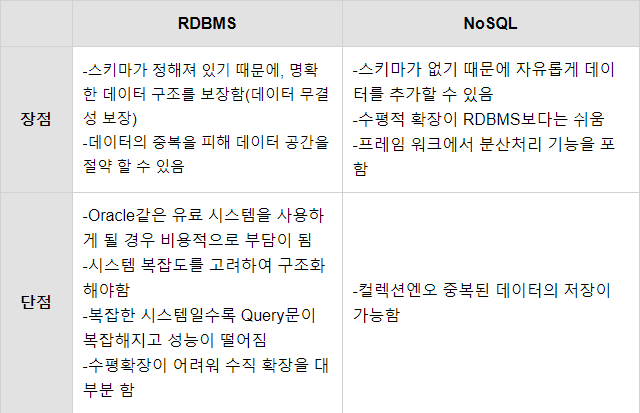 RDBMS
NoSQL
장점
-스키마가 정해져 있기 때문에, 명확
한 데이터 구조를 보장함(데이터 무결
성 보장)
-데이터의 중복을 피해 데이터 공간을
절약 할 수 있음
-스키마가 없기 때문에 자유롭게 데이
터를 추가할 수 있음
-수평적 확장이 RDBMS보다는 쉬움
-프레임 워크에서 분산처리 기능을 포
함
단점
-Oracle같은 유료 시스템을 사용하
게 될 경우 비용적으로 부담이 됨
-시스템 복잡도를 고려하여 구조화
해야함
-복잡한 시스템일수록 Query문이
복잡해지고 성능이 떨어짐
-수평확장이 어려워 수직 확장을 대
부분 함
-컬렉션엔오 중복된 데이터의 저장이
가능함